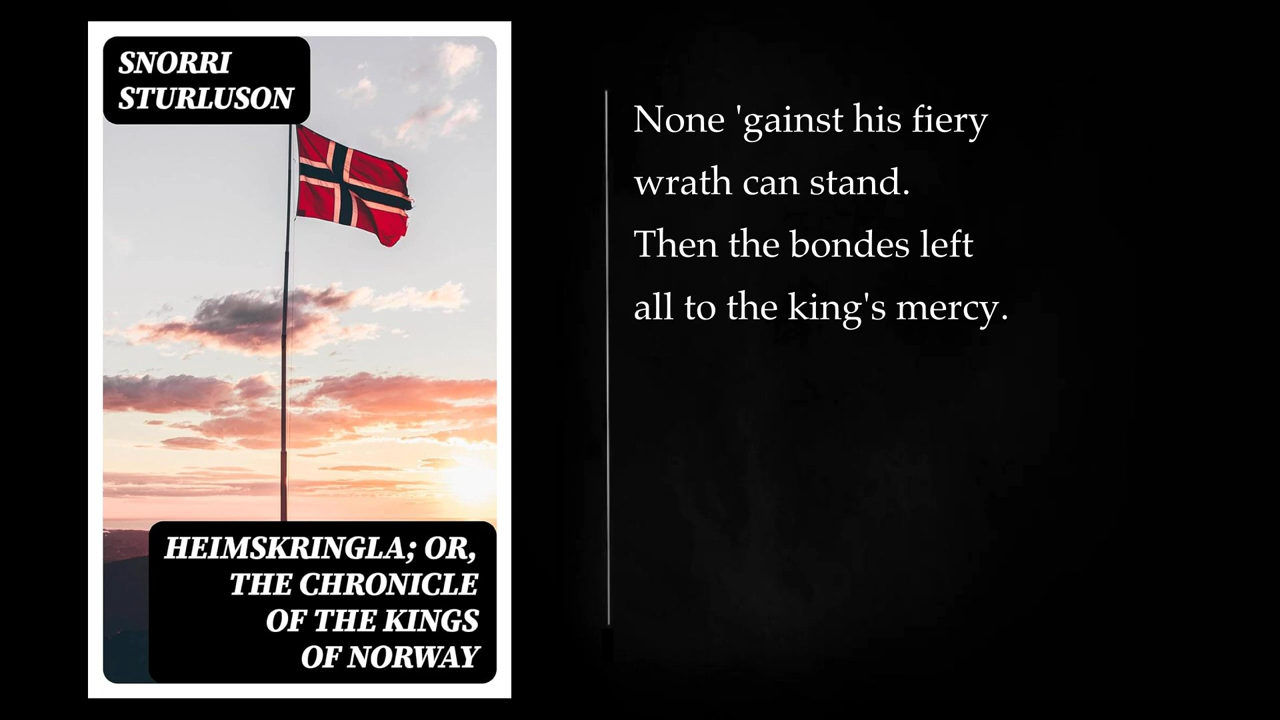 SNORRI
STURLUSON
HEIMSKRINGLA; OR,
THE CHRONICLE
OF THE KINGS
OF NORWAY
None 'gainst his fiery
wrath can stand.
Then the bondes left
all to the king's mercy.